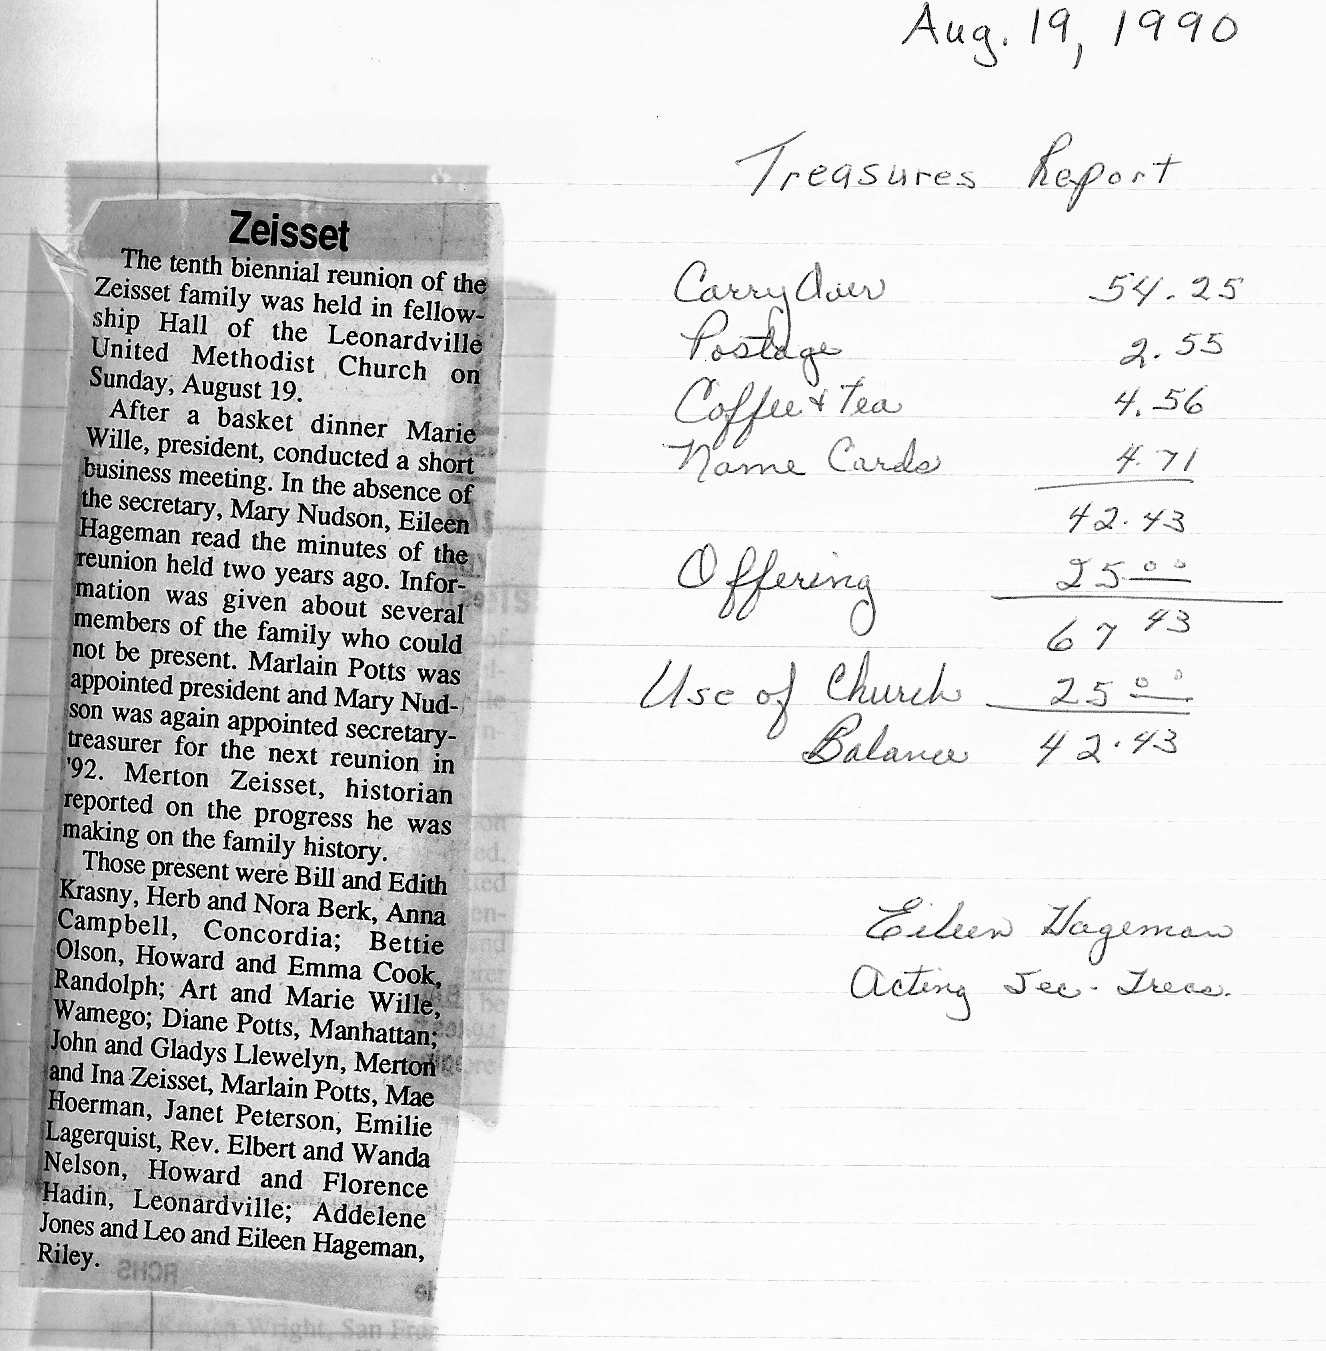 Aug. 19, 1990
Treasures Report
Carry Over 54.25
Postage 2.55
Coffee & Tea 4.56
Name Cards 4.71
42.43
Offering 25 00
67 43
Use of Church 25 00
Balance 42.43
Eileen Hageman
Acting Sec-Treas.
Zeisset
The tenth biennial reunion of the
Zeisset family was held in fellow-
ship Hall of the Leonardville
United Methodist Church on
Sunday, August 19.
After a basket dinner Marie
Wille, president, conducted a short
business meeting. In the absence of
the secretary, Mary Nudson, Eileen
Hageman read the minutes of the
reunion held two years ago. Infor-
mation was given about several
members of the family who could
not be present. Marlain Potts was
appointed president and Mary Nud-
son was again appointed secretary-
treasurer for the next reunion in
'92. Merton Zeisset, historian
reported on the progress he was
making on the family history.
Those present were Bill and Edith
Krasny, Herb and Nora Berk, Anna
Campbell, Concordia; Bettie
Olson, Howard and Emma Cook,
Randolph; Art and Marie Wille,
Wamego; Diane Potts, Manhattan;
John and Gladys Llewelyn, Merton
and Ina Zeisset, Marlain Potts, Mae
Hoerman, Janet Peterson, Emilie
Lagerquist, Rev. Elbert and Wanda
Nelson, Howard and Florence
Hadin, Leonardville; Addelene
Jones and Leo and Eileen Hageman,
Riley.
RCHS
Wright, San Fran